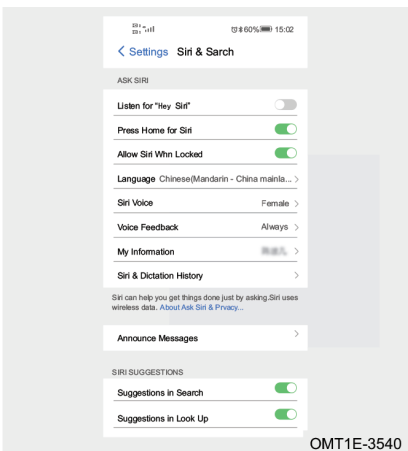 60% 15:02
Settings Siri & Sarch
ASK SIRI
Listen for "Hey Siri"
Press Home for Siri
Allow Siri Whn Locked
Language Chinese(Mandarin - China mainla...
Siri Voice Female
Voice Feedback Always
My Information
Siri & Dictation History
Siri can help you get things done just by asking.Siri uses
wireless data. About Ask Siri & Prvacy...
Announce Messages
SIRI SUGGESTIONS
Suggestions in Search
Suggestions in Look Up
OMT1E-3540